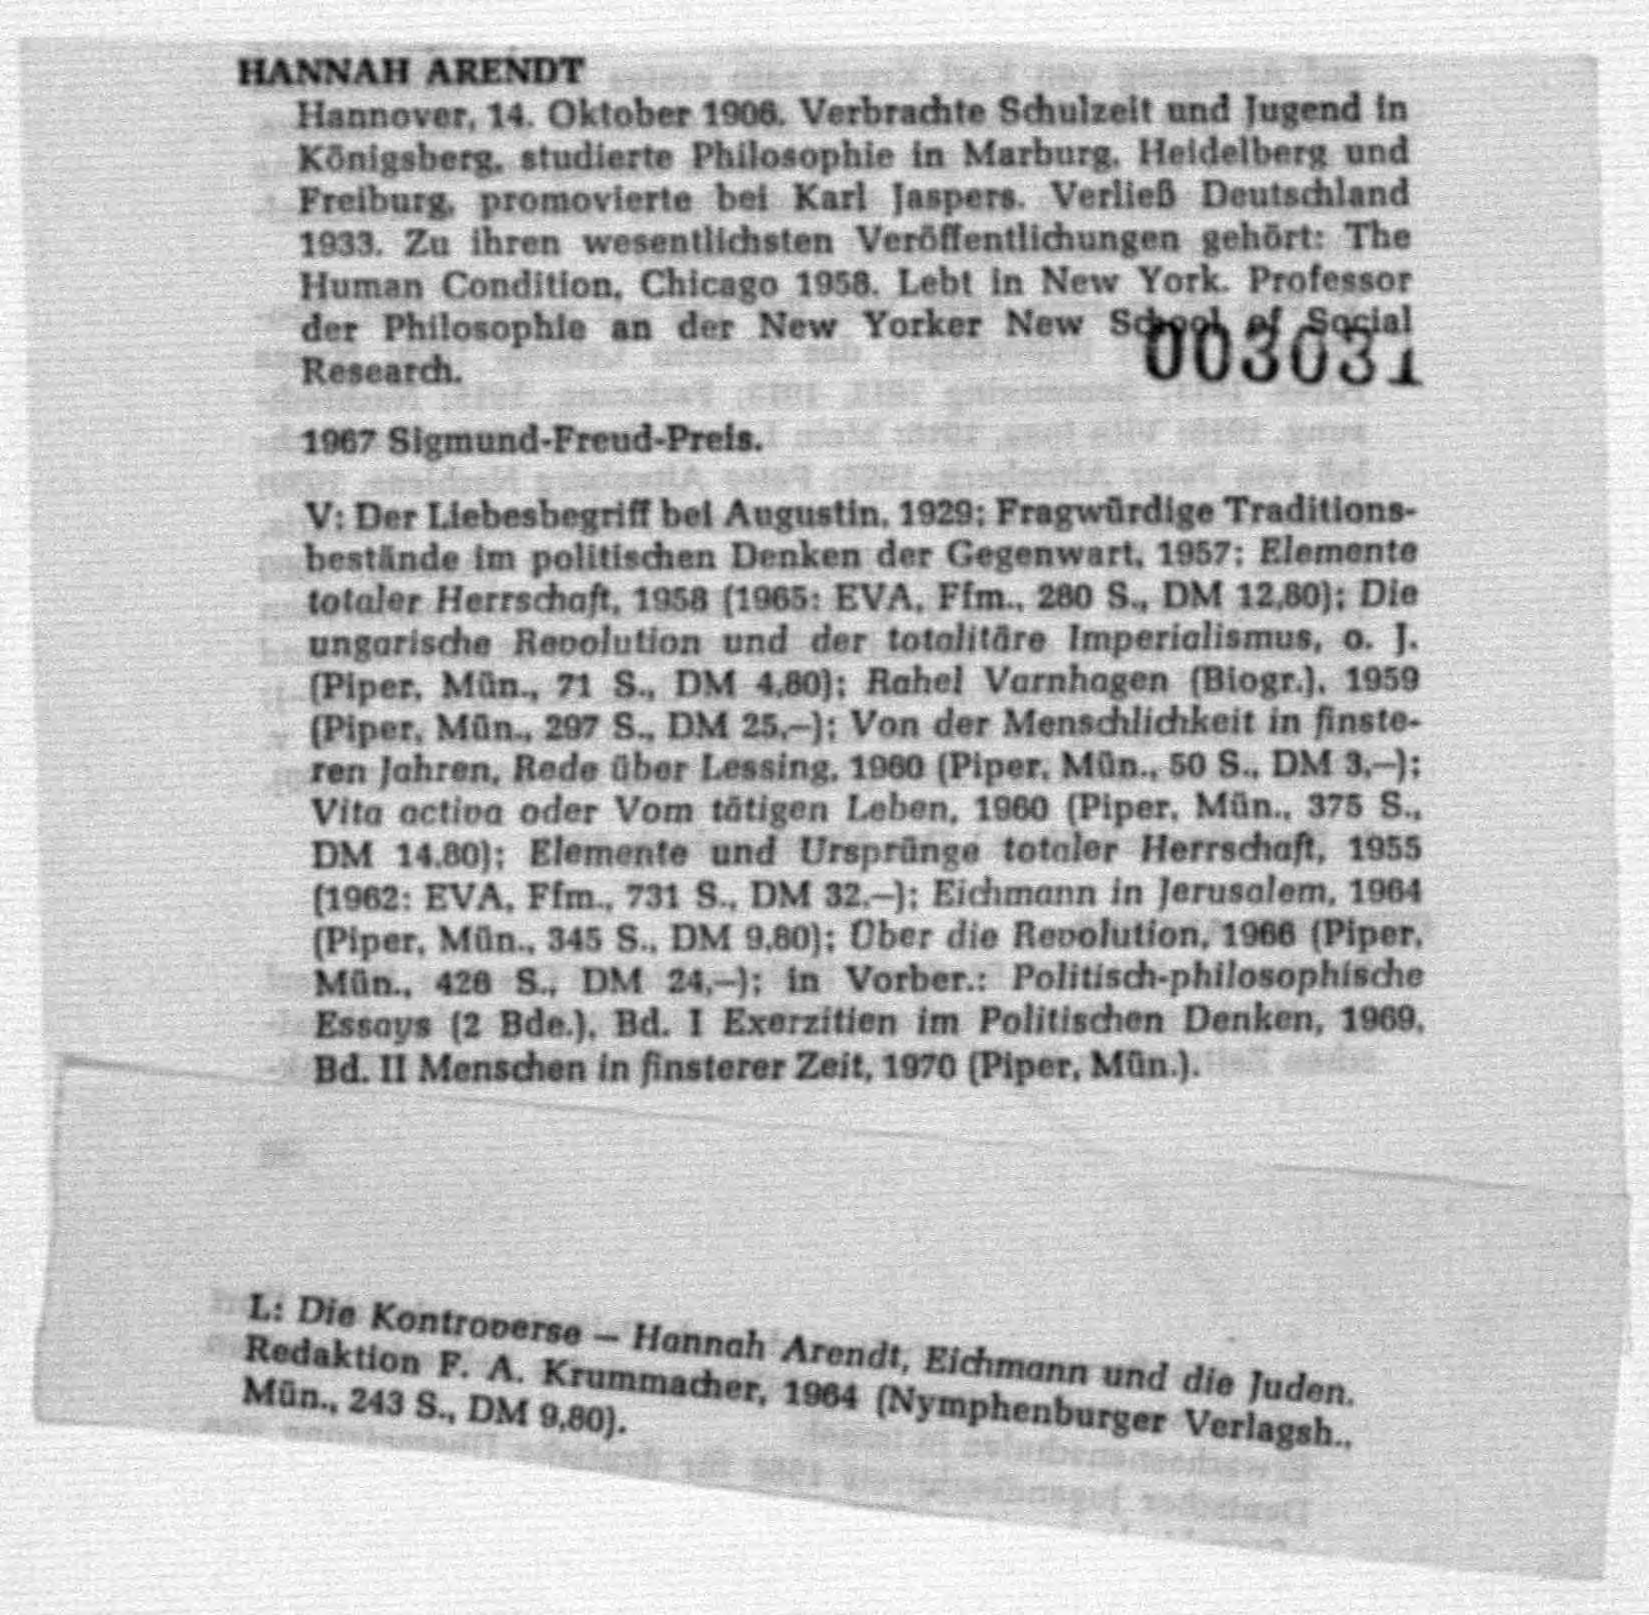 HANNAH ARENDT
Hannover, 14. Oktober 1906. Verbrachte Schulzeit und Jugend in
Königsberg, studierte Philosophie in Marburg, Heidelberg und
Freiburg, promovierte bei Karl Jaspers. Verließ Deutschland
1933. Zu ihren wesentlichsten Veröffentlichungen gehört: The
Human Condition, Chicago 1958. Lebt in New York. Professor
der Philosophie an der New Yorker New School of Social
Research.
003031
1967 Sigmund-Freud-Preis.
V: Der Liebesbegriff bei Augustin, 1929; Fragwürdige Traditions-
bestände im politischen Denken der Gegenwart, 1957; Elemente
totaler Herrschaft, 1958 (1965: EVA, Ffm., 280 S., DM 12,80); Die
ungarische Revolution und der totalitäre Imperialismus, o. J.
(Piper, Mün., 71 S., DM 4,80); Rahel Varnhagen (Biogr.), 1959
(Piper, Mün., 297 S., DM 25,–); Von der Menschlichkeit in finste-
ren Jahren, Rede über Lessing, 1960 (Piper, Mün., 50 S., DM 3,–);
Vita activa oder Vom tätigen Leben, 1960 (Piper, Mün., 375 S.,
DM 14,80); Elemente und Ursprünge totaler Herrschaft, 1955
(1962: EVA, Ffm., 731 S., DM 32,–); Eichmann in Jerusalem, 1964
(Piper, Mün., 345 S., DM 9,80); Über die Revolution, 1966 (Piper,
Mün., 426 S., DM 24,–); in Vorber.: Politisch-philosophische
Essays (2 Bde.), Bd. I Exerzitien im Politischen Denken, 1969,
Bd. II Menschen in finsterer Zeit, 1970 (Piper, Mün.).
L: Die Kontroverse – Hannah Arendt, Eichmann und die Juden.
Redaktion F. A. Krummacher, 1964 (Nymphenburger Verlagsh.,
Mün., 243 S., DM 9,80).